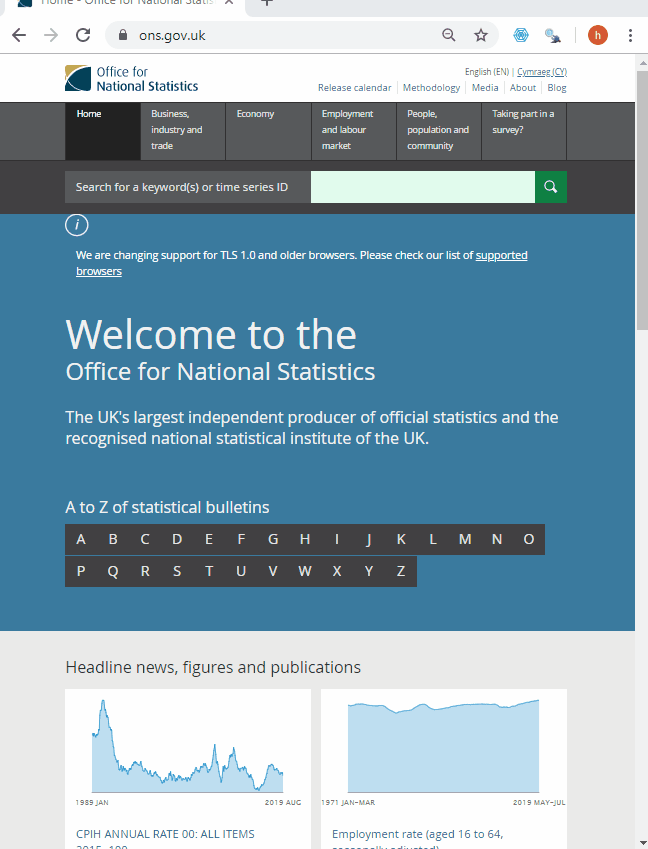 Home - Office for National Statis
ons.gov.uk
h
Office for
National Statistics
English (EN) | Cymraeg (CY)
Release calendar Methodology Media About Blog
Home
Business,
industry and
trade
Economy
Employment
and labour
market
People,
population and
community
Taking part in a
survey?
Search for a keyword(s) or time series ID
i
We are changing support for TLS 1.0 and older browsers. Please check our list of supported
browsers
Welcome to the
Office for National Statistics
The UK's largest independent producer of official statistics and the
recognised national statistical institute of the UK.
A to Z of statistical bulletins
A B C D E F G H I J K L M N O
P Q R S T U V W X Y Z
Headline news, figures and publications
1989 JAN 2019 AUG
CPIH ANNUAL RATE 00: ALL ITEMS
2015=100
1971 JAN-MAR 2019 MAY-JUL
Employment rate (aged 16 to 64,
seasonally adjusted)